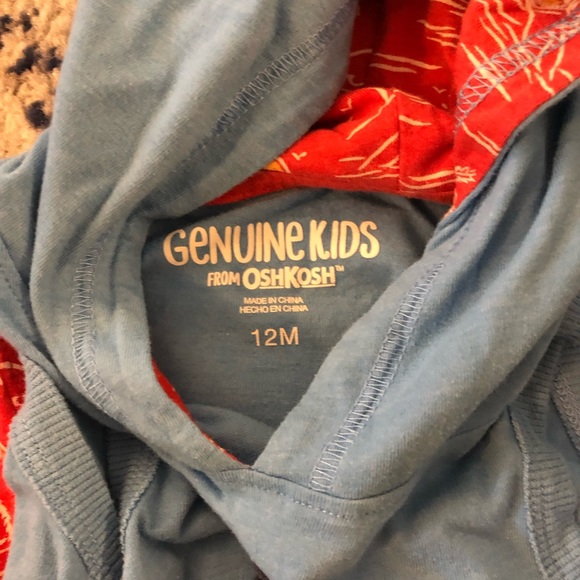 GENUINE KIDS
FROM OSHKOSH™
MADE IN CHINA
HECHO EN CHINA
12M